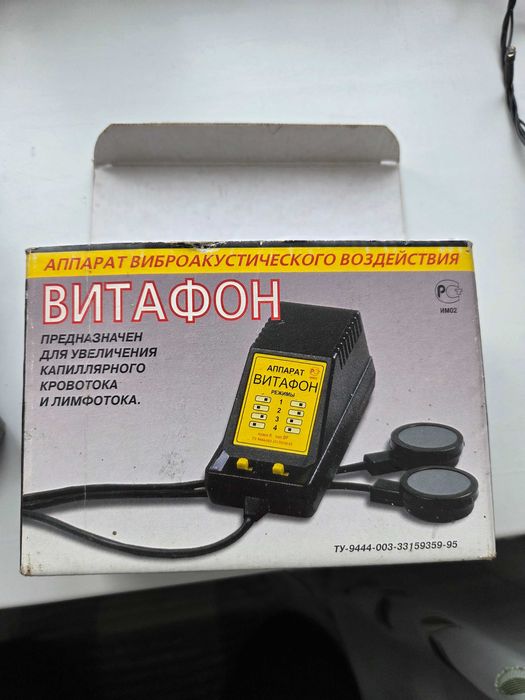 АППАРАТ ВИБРОАКУСТИЧЕСКОГО ВОЗДЕЙСТВИЯ
ВИТАФОН
ИМ02
ПРЕДНАЗНАЧЕН
ДЛЯ УВЕЛИЧЕНИЯ
КАПИЛЛЯРНОГО
КРОВОТОКА
И ЛИМФОТОКА.
АППАРАТ
ВИТАФОН
РЕЖИМЫ
1
2
3
4
ТУ-9444-003-33159359-95